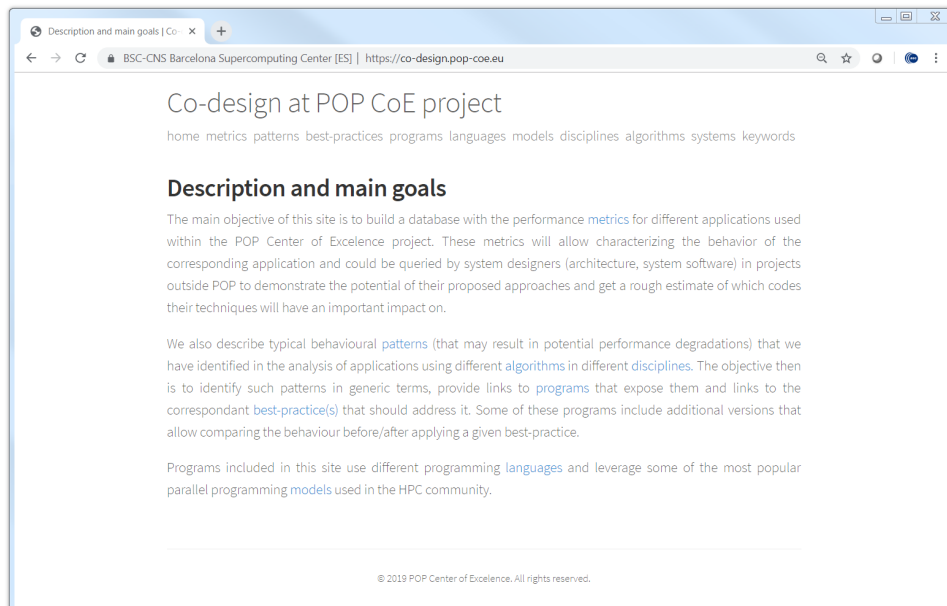 Description and main goals | Co-
BSC-CNS Barcelona Supercomputing Center [ES] | https://co-design.pop-coe.eu
Co-design at POP CoE project
home metrics patterns best-practices programs languages models disciplines algorithms systems keywords
Description and main goals
The main objective of this site is to build a database with the performance metrics for different applications used
within the POP Center of Excelence project. These metrics will allow characterizing the behavior of the
corresponding application and could be queried by system designers (architecture, system software) in projects
outside POP to demonstrate the potential of their proposed approaches and get a rough estimate of which codes
their techniques will have an important impact on.
We also describe typical behavioural patterns (that may result in potential performance degradations) that we
have identified in the analysis of applications using different algorithms in different disciplines. The objective then
is to identify such patterns in generic terms, provide links to programs that expose them and links to the
correspondant best-practice(s) that should address it. Some of these programs include additional versions that
allow comparing the behaviour before/after applying a given best-practice.
Programs included in this site use different programming languages and leverage some of the most popular
parallel programming models used in the HPC community.
© 2019 POP Center of Excelence. All rights reserved.